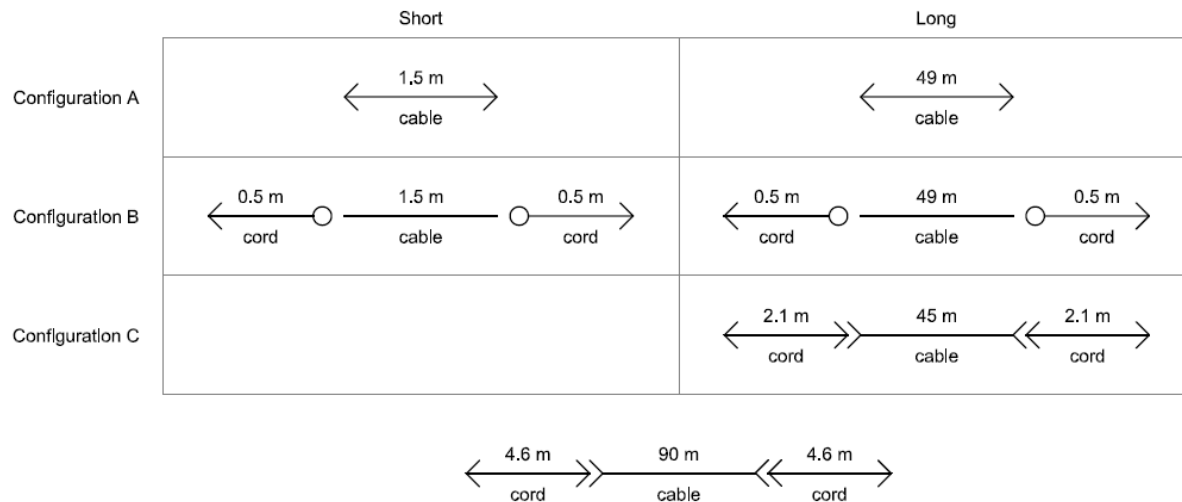 Short Long
Configuration A
1.5 m 49 m
cable cable
Configuration B
0.5 m 1.5 m 0.5 m 0.5 m 49 m 0.5 m
cord cable cord cord cable cord
Configuration C
2.1 m 45 m 2.1 m
cord cable cord
4.6 m 90 m 4.6 m
cord cable cord